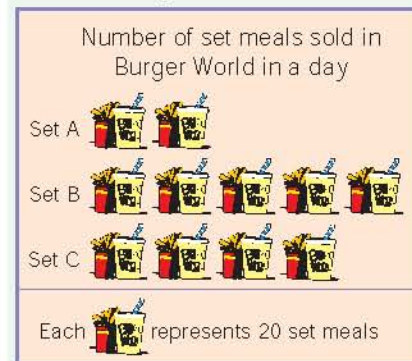 Number of set meals sold in
Burger World in a day
Set A
Set B
Set C
Each represents 20 set meals